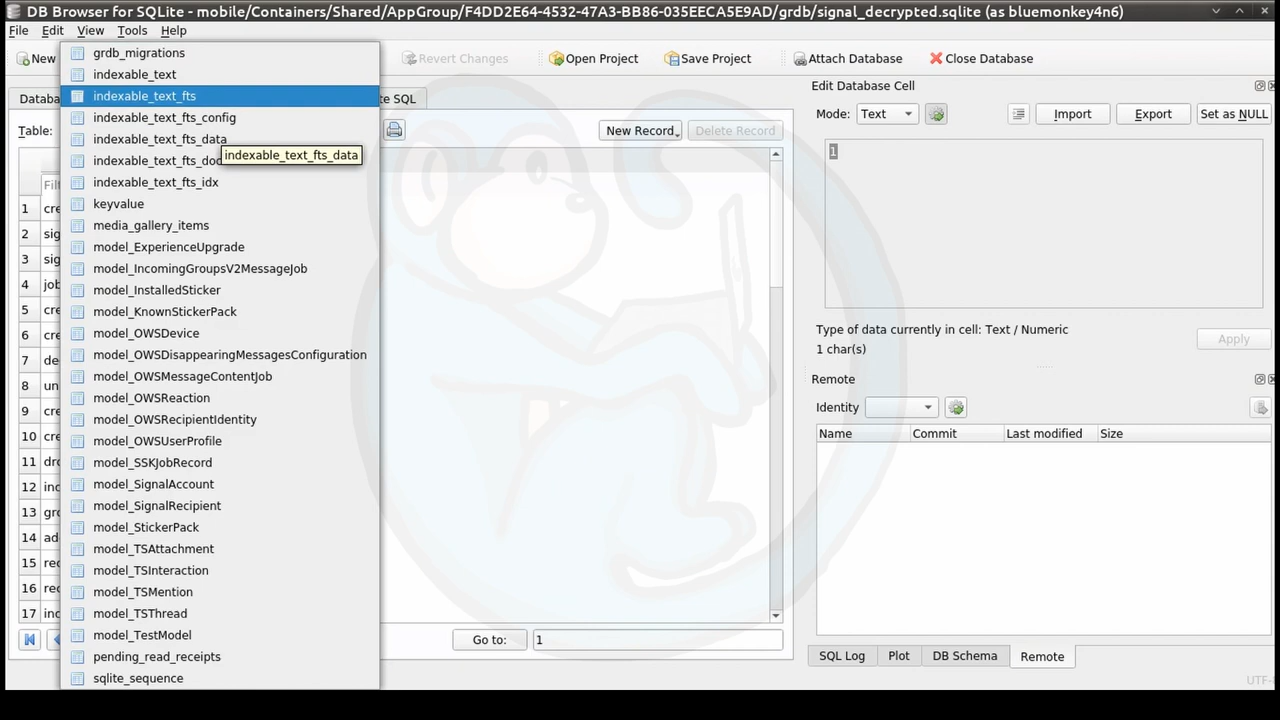 DB Browser for SQLite - mobile/Containers/Shared/AppGroup/F4DD2E64-4532-47A3-BB86-035EECA5E9AD/grdb/signal_decrypted.sqlite (as bluemonkey4n6)
File Edit View Tools Help
New Revert Changes Open Project Save Project Attach Database Close Database
Table: New Record Delete Record
grdb_migrations
indexable_text
indexable_text_fts
indexable_text_fts_config
indexable_text_fts_data
indexable_text_fts_data
indexable_text_fts_idx
keyvalue
media_gallery_items
model_ExperienceUpgrade
model_IncomingGroupsV2MessageJob
model_InstalledSticker
model_KnownStickerPack
model_OWSDevice
model_OWSDisappearingMessagesConfiguration
model_OWSMessageContentJob
model_OWSReaction
model_OWSRecipientIdentity
model_OWSUserProfile
model_SSKJobRecord
model_SignalAccount
model_SignalRecipient
model_StickerPack
model_TSAttachment
model_TSInteraction
model_TSMention
model_TSThread
model_TestModel
pending_read_receipts
sqlite_sequence
1
2
3
4
5
6
7
8
9
10
11
12
13
14
15
16
17
Go to: 1
Edit Database Cell
Mode: Text Import Export Set as NULL
1
Type of data currently in cell: Text / Numeric
1 char(s)
Apply
Remote
Identity
Name Commit Last modified Size
SQL Log Plot DB Schema Remote